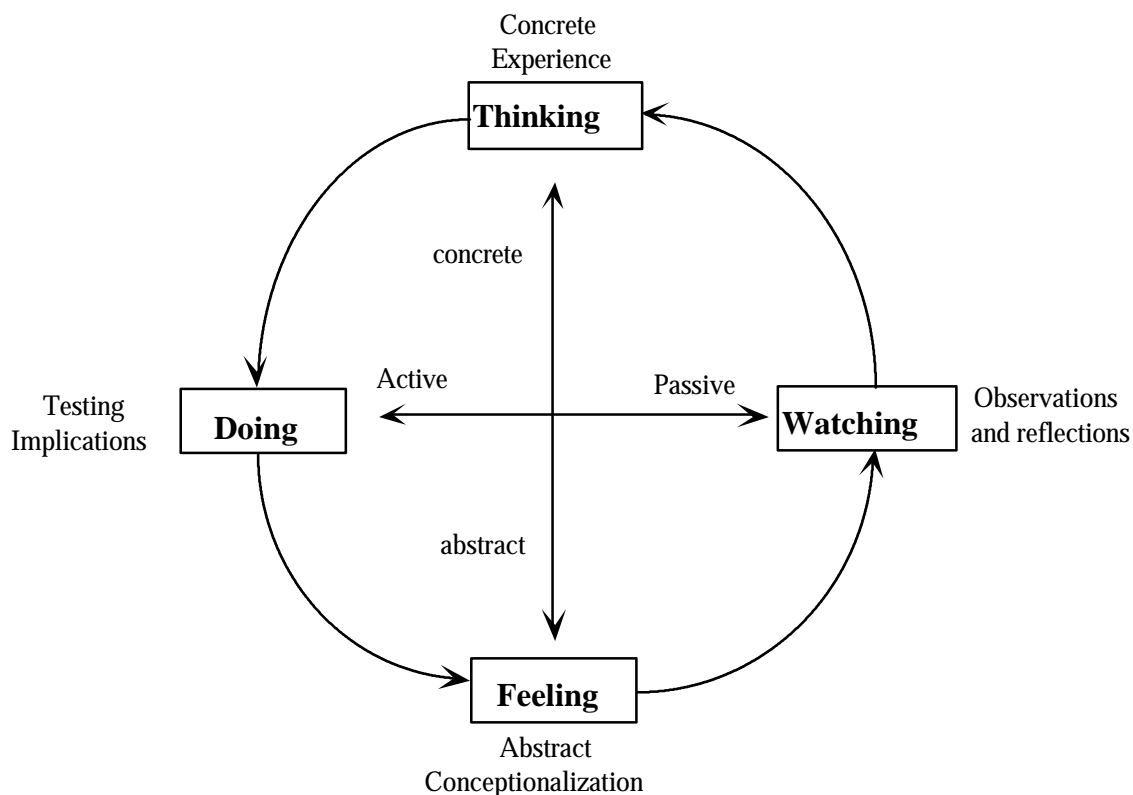 Concrete
Experience
Thinking
concrete
Active
Passive
Testing
Implications
Doing
Watching
Observations
and reflections
abstract
Feeling
Abstract
Conceptionalization